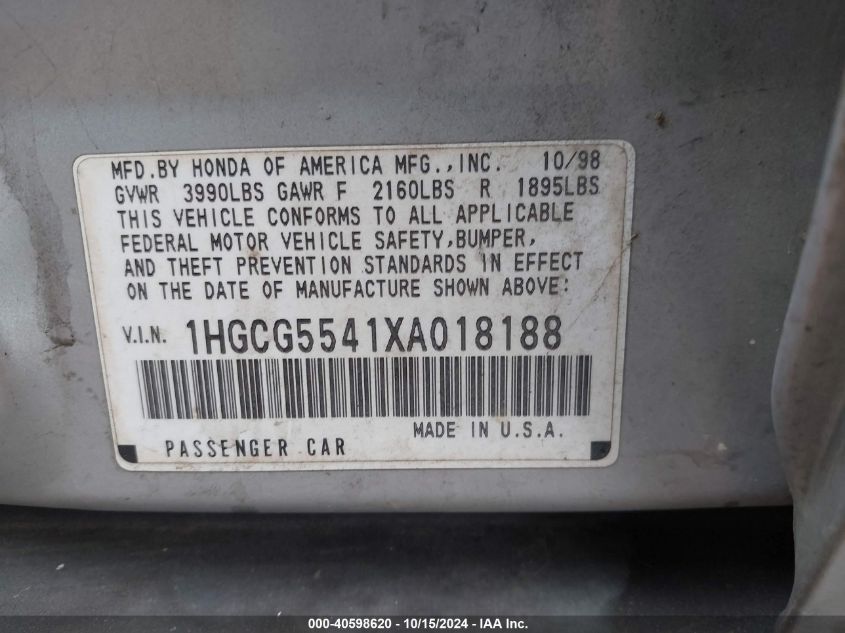 MFD.BY HONDA OF AMERICA MFG.,INC. 10/98
GVWR 3990LBS GAWR F 2160LBS R 1895LBS
THIS VEHICLE CONFORMS TO ALL APPLICABLE
FEDERAL MOTOR VEHICLE SAFETY,BUMPER,
AND THEFT PREVENTION STANDARDS IN EFFECT
ON THE DATE OF MANUFACTURE SHOWN ABOVE:
V.I.N. 1HGCG5541XA018188
MADE IN U.S.A.
PASSENGER CAR
000-40598620 - 10/15/2024 - IAA, Inc.